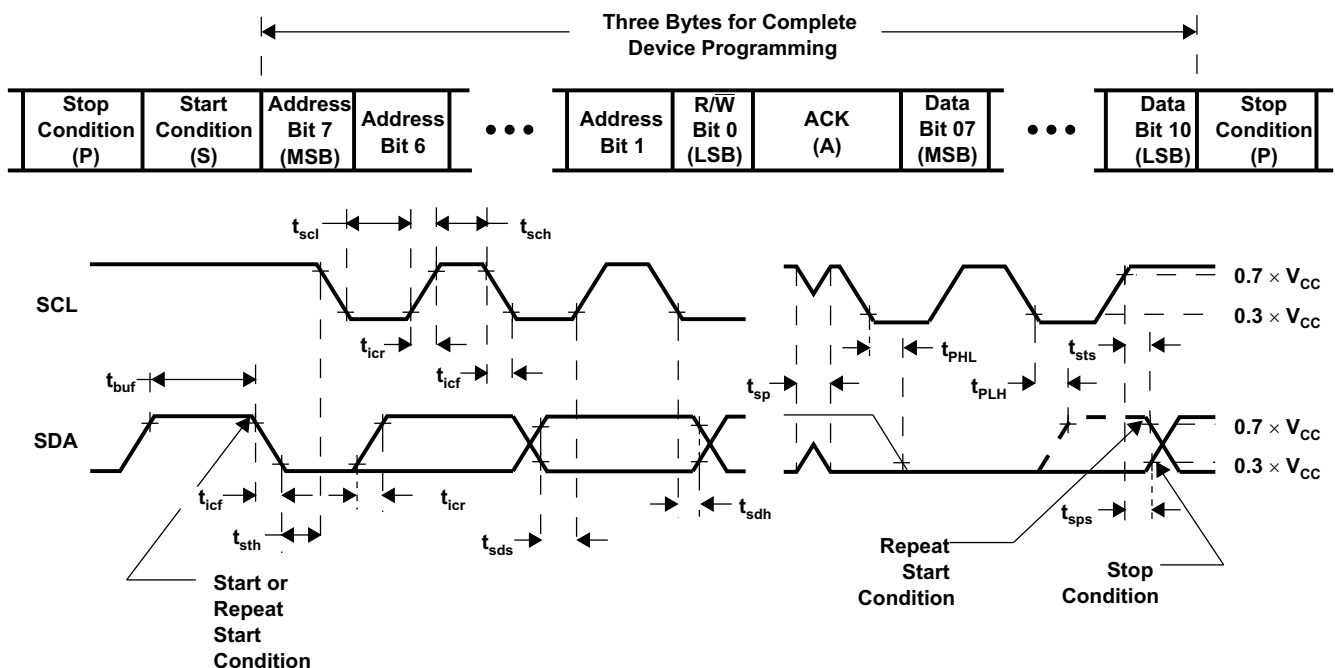 Three Bytes for Complete
Device Programming
Stop
Condition
(P)
Start
Condition
(S)
Address
Bit 7
(MSB)
Address
Bit 6
• • •
Address
Bit 1
R/W̅
Bit 0
(LSB)
ACK
(A)
Data
Bit 07
(MSB)
• • •
Data
Bit 10
(LSB)
Stop
Condition
(P)
tscl
tsch
SCL
0.7 × VCC
0.3 × VCC
ticr
ticf
tbuf
tsp
tPHL
tPLH
tsts
SDA
0.7 × VCC
0.3 × VCC
ticf
tsth
ticr
tsds
tsdh
tsps
Start or
Repeat
Start
Condition
Repeat
Start
Condition
Stop
Condition